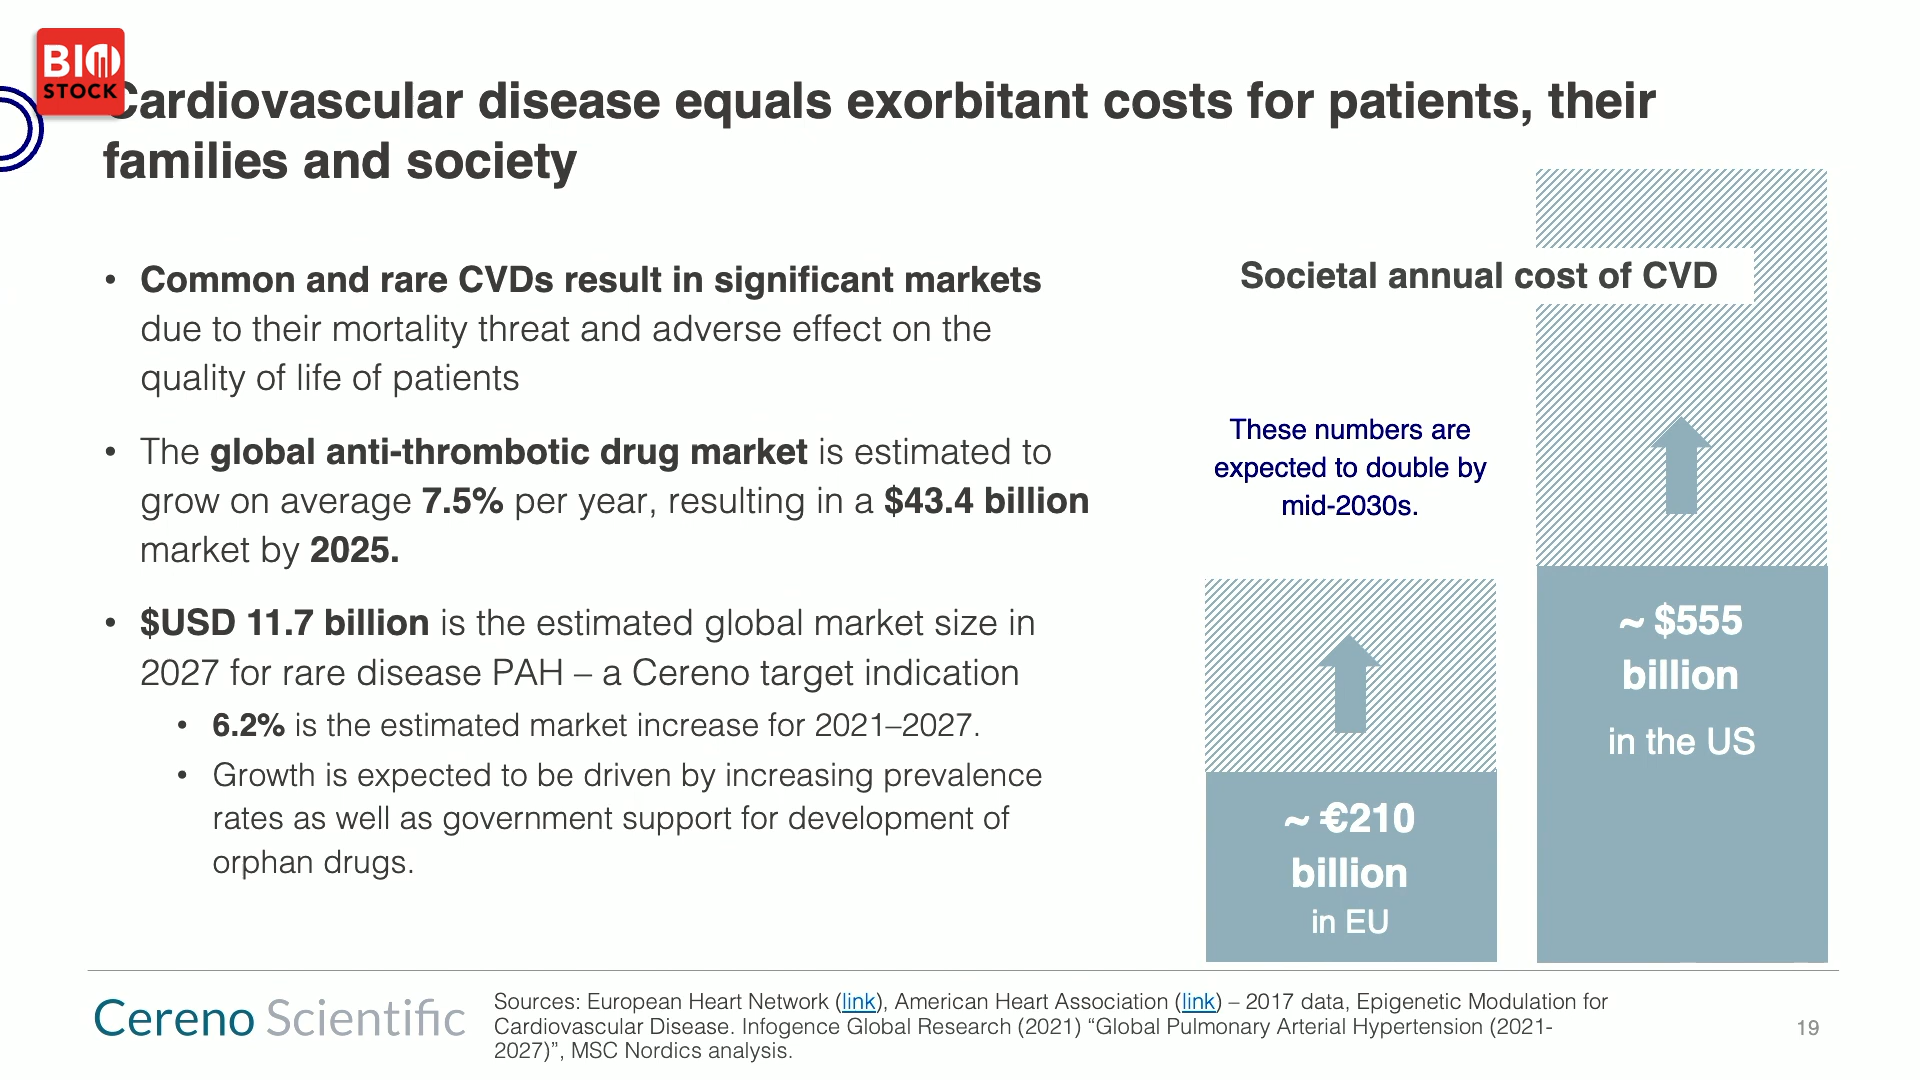 BIO
STOCK
Cardiovascular disease equals exorbitant costs for patients, their
families and society
• Common and rare CVDs result in significant markets
due to their mortality threat and adverse effect on the
quality of life of patients
• The global anti-thrombotic drug market is estimated to
grow on average 7.5% per year, resulting in a $43.4 billion
market by 2025.
• $USD 11.7 billion is the estimated global market size in
2027 for rare disease PAH – a Cereno target indication
• 6.2% is the estimated market increase for 2021–2027.
• Growth is expected to be driven by increasing prevalence
rates as well as government support for development of
orphan drugs.
Societal annual cost of CVD
These numbers are
expected to double by
mid-2030s.
~ €210
billion
in EU
~ $555
billion
in the US
Cereno Scientific
Sources: European Heart Network (link), American Heart Association (link) – 2017 data, Epigenetic Modulation for
Cardiovascular Disease. Infogence Global Research (2021) “Global Pulmonary Arterial Hypertension (2021-
2027)”, MSC Nordics analysis.
19